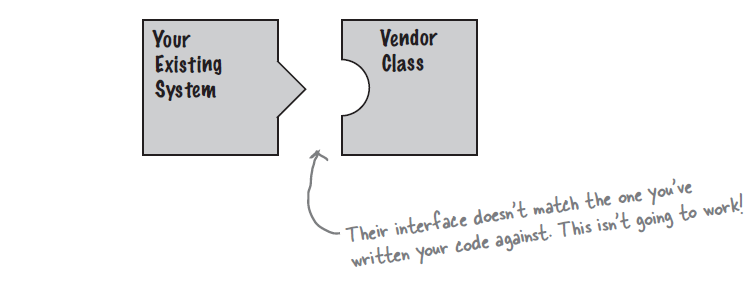 Your
Existing
System
Vendor
Class
Their interface doesn't match the one you've
written your code against. This isn't going to work!